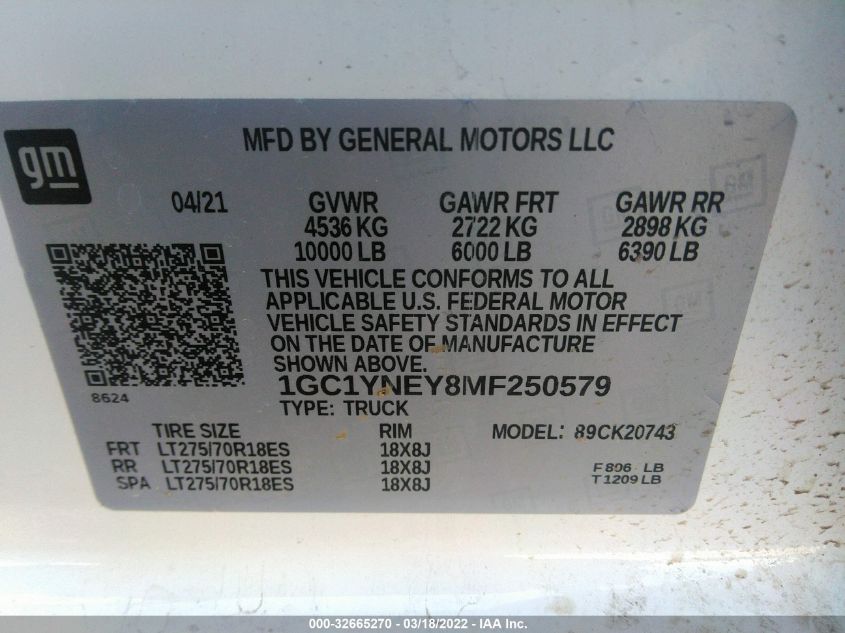 MFD BY GENERAL MOTORS LLC
gm
04/21 GVWR GAWR FRT GAWR RR
4536 KG 2722 KG 2898 KG
10000 LB 6000 LB 6390 LB
THIS VEHICLE CONFORMS TO ALL
APPLICABLE U.S. FEDERAL MOTOR
VEHICLE SAFETY STANDARDS IN EFFECT
ON THE DATE OF MANUFACTURE
SHOWN ABOVE.
8624
1GC1YNEY8MF250579
TYPE: TRUCK
TIRE SIZE RIM MODEL: 89CK20743
FRT LT275/70R18ES 18X8J
RR LT275/70R18ES 18X8J F 806 LB
SPA LT275/70R18ES 18X8J T 1209 LB
000-32665270 - 03/18/2022 - IAA Inc.